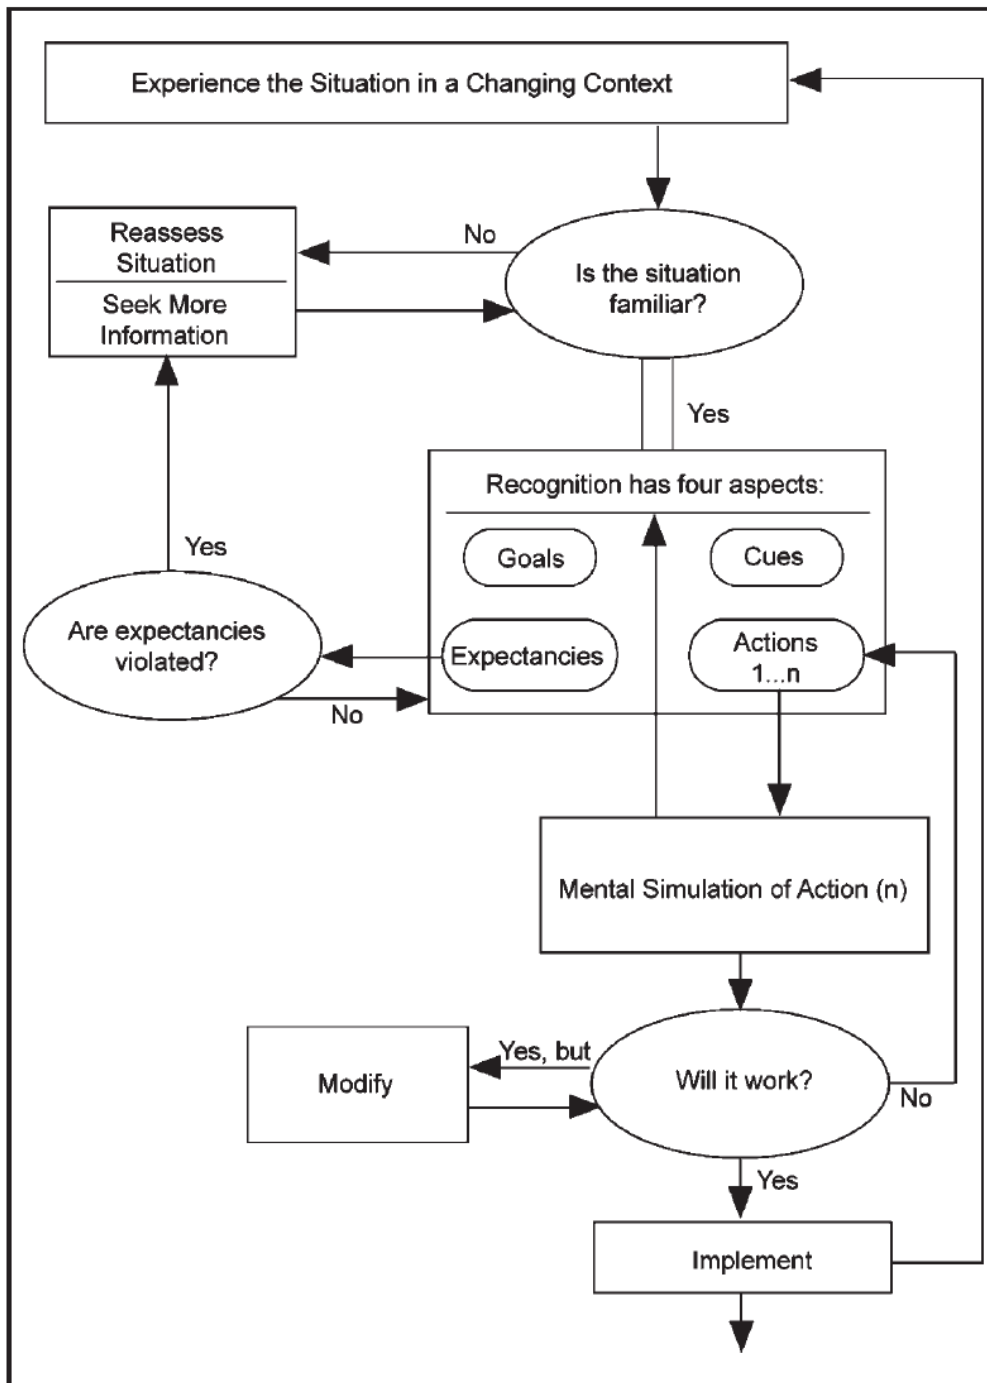 Experience the Situation in a Changing Context
No
Reassess
Situation
Seek More
Information
Is the situation
familiar?
Yes
Recognition has four aspects:
Goals
Cues
Yes
Are expectancies
violated?
Expectancies
Actions
1...n
No
Mental Simulation of Action (n)
Yes, but
Modify
Will it work?
No
Yes
Implement